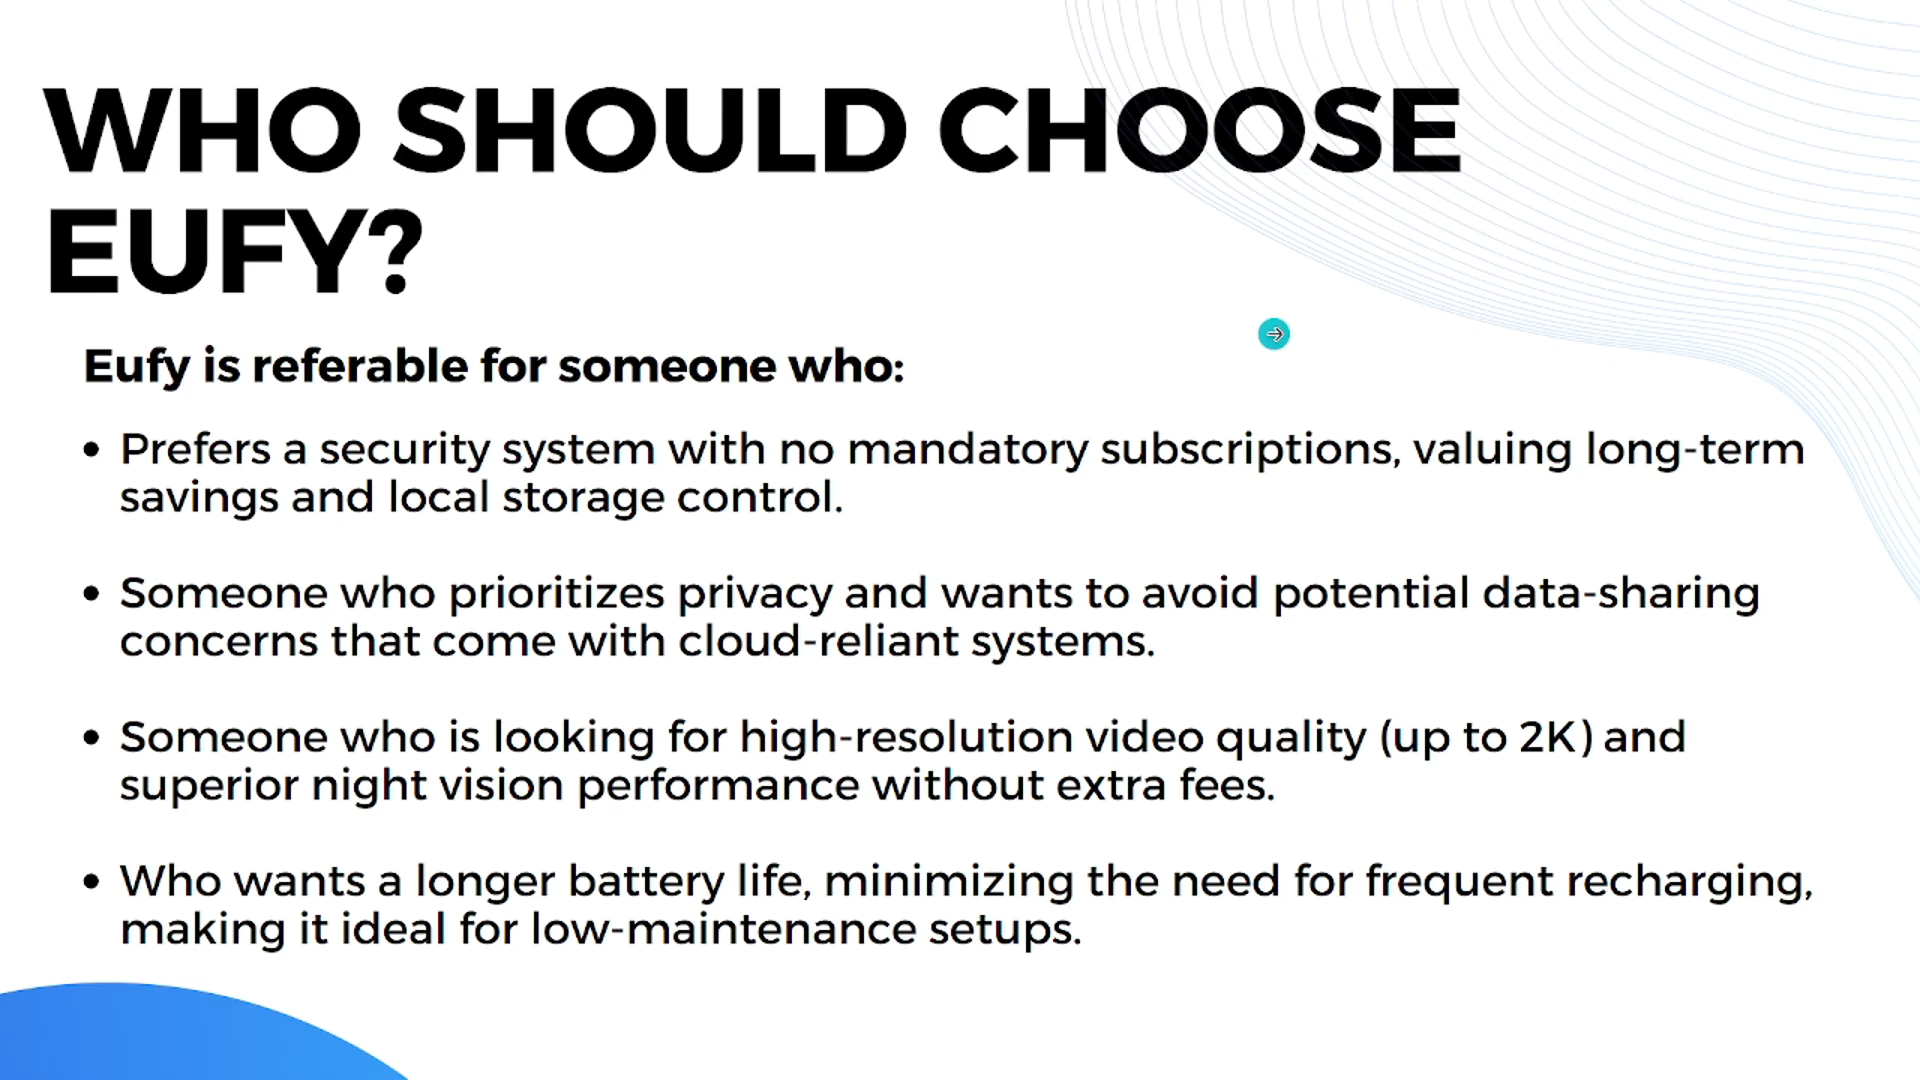 WHO SHOULD CHOOSE
EUFY?
Eufy is referable for someone who:
• Prefers a security system with no mandatory subscriptions, valuing long-term
savings and local storage control.
• Someone who prioritizes privacy and wants to avoid potential data-sharing
concerns that come with cloud-reliant systems.
• Someone who is looking for high-resolution video quality (up to 2K) and
superior night vision performance without extra fees.
• Who wants a longer battery life, minimizing the need for frequent recharging,
making it ideal for low-maintenance setups.